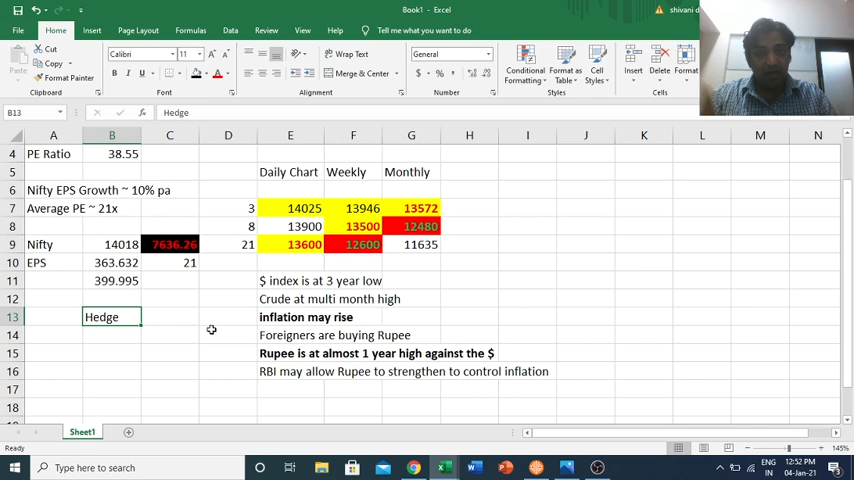 Book1 - Excel
shivani d
File Home Insert Page Layout Formulas Data Review View Help Tell me what you want to do
Cut
Copy
Format Painter
Paste
Clipboard
Calibri 11
B I U
Font
Wrap Text
Merge & Center
Alignment
General
$ % ,
Number
Conditional Formatting
Format as Table
Cell Styles
Styles
Insert Delete Format
Cells
B13 fx Hedge
A B C D E F G H I J K L M N
4 PE Ratio 38.55
5 Daily Chart Weekly Monthly
6 Nifty EPS Growth ~ 10% pa
7 Average PE ~ 21x 3 14025 13946 13572
8 8 13900 13500 12480
9 Nifty 14018 7636.26 21 13600 12600 11635
10 EPS 363.632 21
11 399.995 $ index is at 3 year low
12 Crude at multi month high
13 Hedge inflation may rise
14 Foreigners are buying Rupee
15 Rupee is at almost 1 year high against the $
16 RBI may allow Rupee to strengthen to control inflation
17
18
Sheet1
Ready 145%
Type here to search
ENG IN
12:52 PM
04-Jan-21